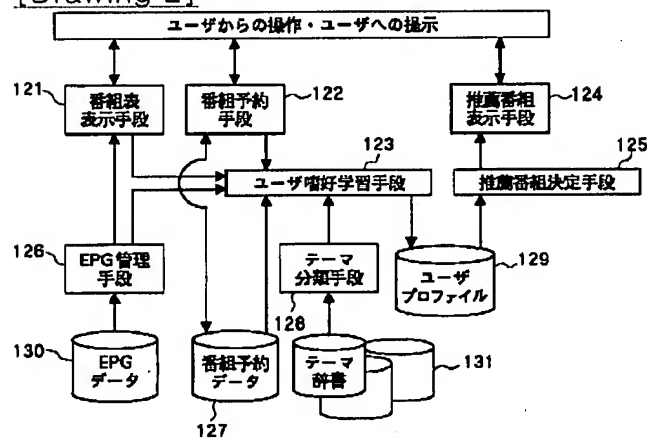 [Drawing 2]
ユーザからの操作・ユーザへの提示
121
番組表
表示手段
番組予約
手段
122
推薦番組
表示手段
124
123
125
ユーザ嗜好学習手段
推薦番組決定手段
126
EPG管理
手段
テーマ
分類手段
128
ユーザ
プロファイル
129
130
EPG
データ
番組予約
データ
127
テーマ
辞書
131